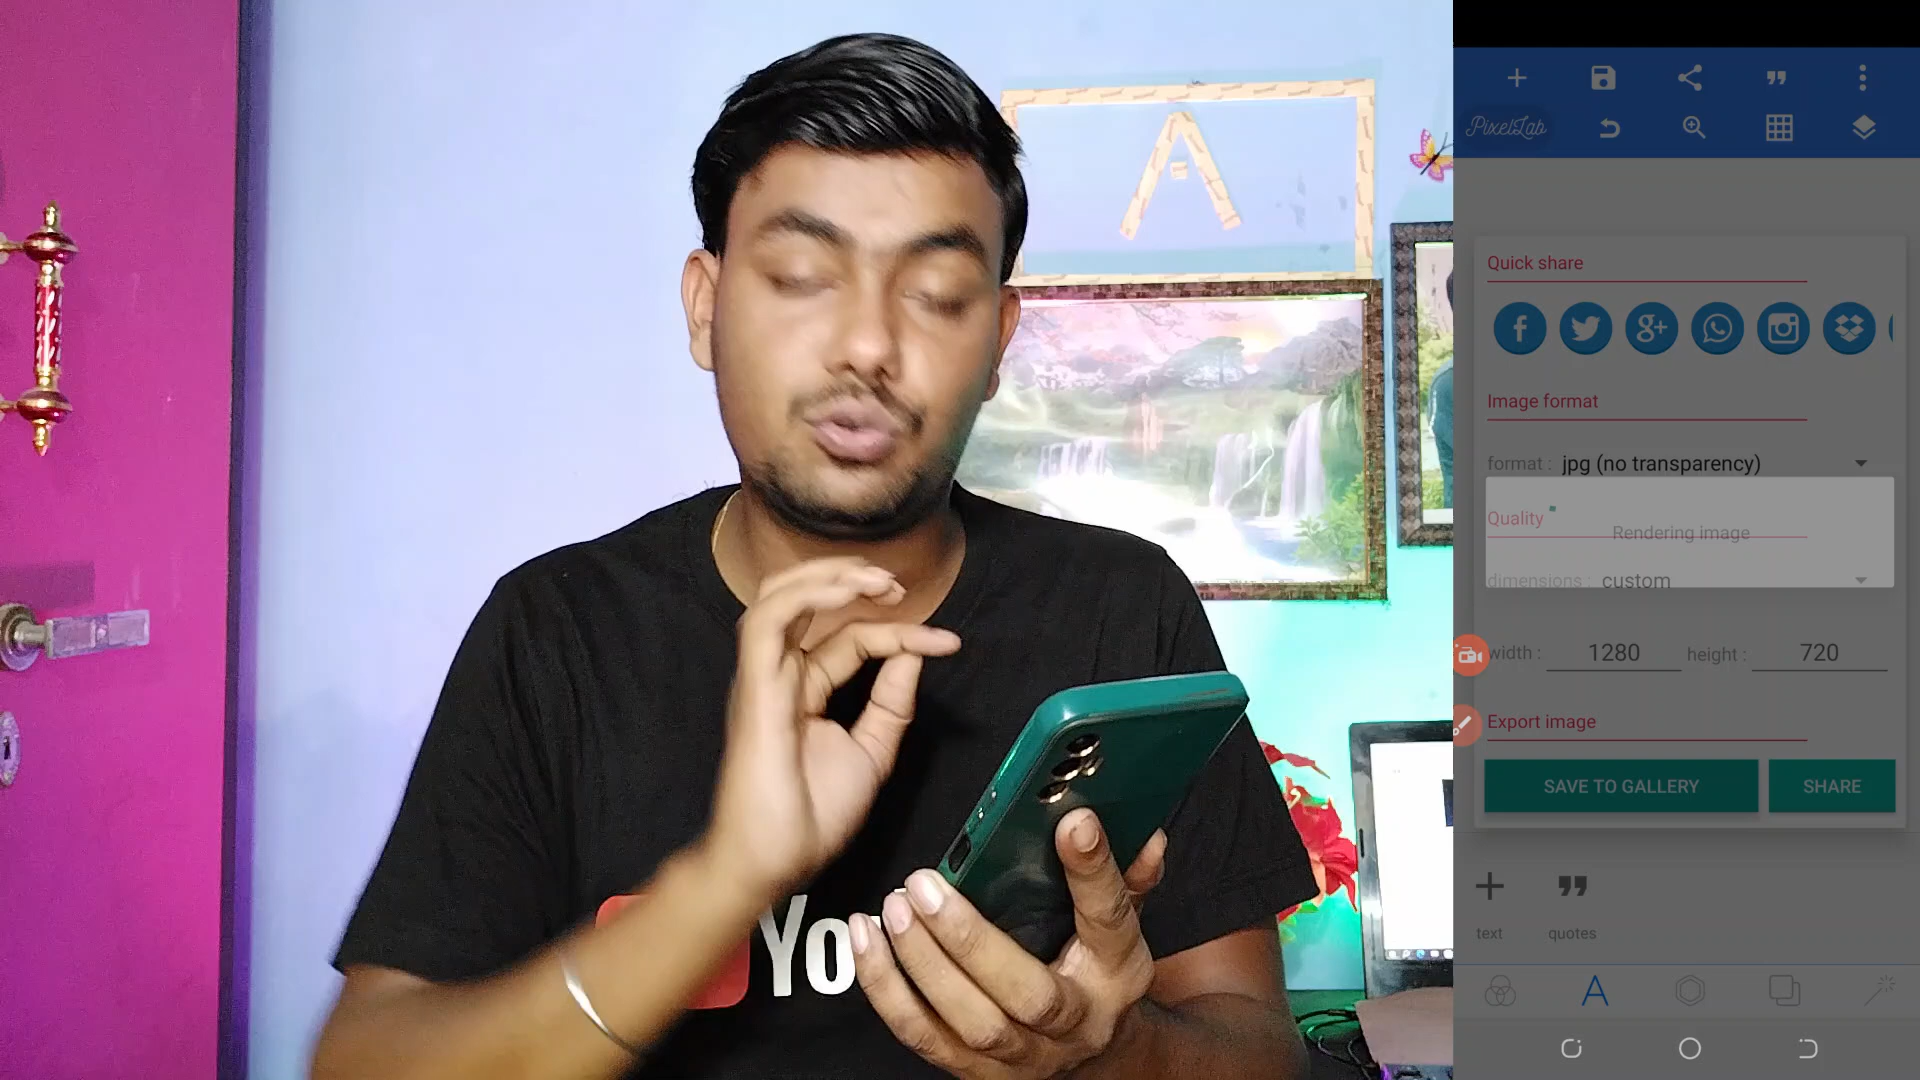 PixelLab
Quick share
Image format
format : jpg (no transparency)
Quality
Rendering image
dimensions : custom
width : 1280 height : 720
Export image
SAVE TO GALLERY SHARE
text quotes
A
You